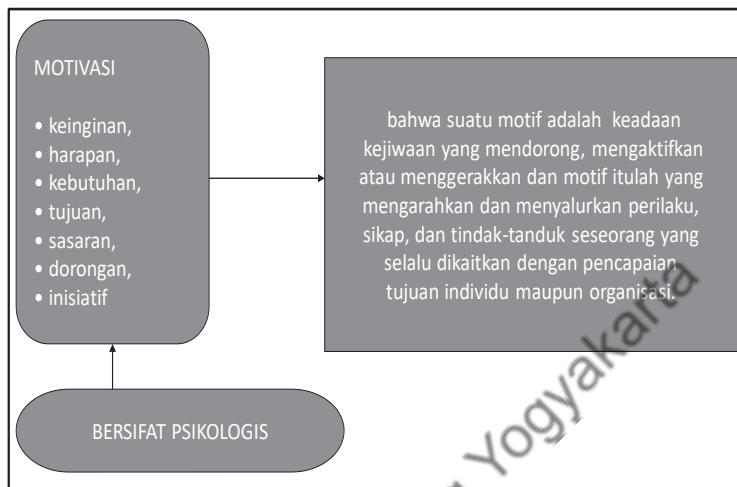 MOTIVASI
• keinginan,
• harapan,
• kebutuhan,
• tujuan,
• sasaran,
• dorongan,
• inisiatif
bahwa suatu motif adalah keadaan
kejiwaan yang mendorong, mengaktifkan
atau menggerakkan dan motif itulah yang
mengarahkan dan menyalurkan perilaku,
sikap, dan tindak-tanduk seseorang yang
selalu dikaitkan dengan pencapaian
tujuan individu maupun organisasi.
BERSIFAT PSIKOLOGIS
Yogyakarta